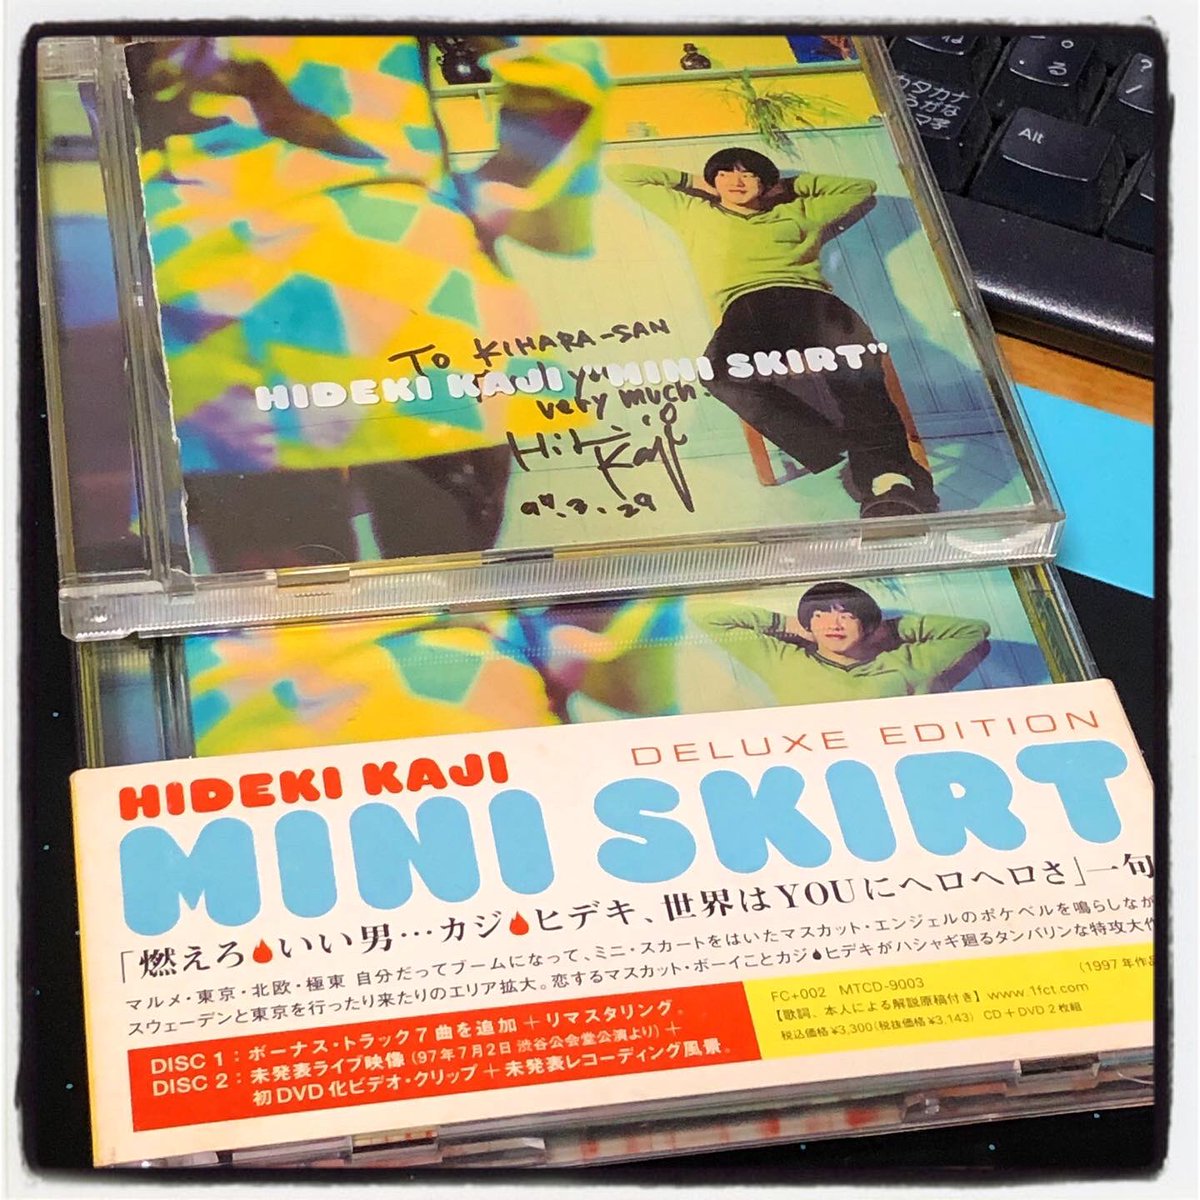 ね
る
カタカナ
ひらがな
Alt
?
/
To KIHARA-SAN
HIDEKI KAJI "MINI SKIRT"
very much.
Kaji
HIDEKI KAJI
DELUXE EDITION
MINI SKIRT
「燃えろ いい男…カジ ヒデキ、世界はYOUにヘロヘロさ」一句
マルメ・東京・北欧・極東 自分だってブームになって、ミニ・スカートをはいたマスカット・エンジェルのポケベルを鳴らしなが
スウェーデンと東京を行ったり来たりのエリア拡大。恋するマスカット・ボーイことカジ ヒデキがハシャギ廻るタンバリンな特攻大作
(1997年作品
DISC 1：ボーナス・トラック7曲を追加＋リマスタリング。
DISC 2：未発表ライブ映像（97年7月2日 渋谷公会堂公演より）＋
初DVD化ビデオ・クリップ＋未発表レコーディング風景。
FC+002 MTCD-9003
【歌詞、本人による解説原稿付き】www.1fct.com
税込価格¥3,300（税抜価格¥3,143）CD＋DVD 2枚組